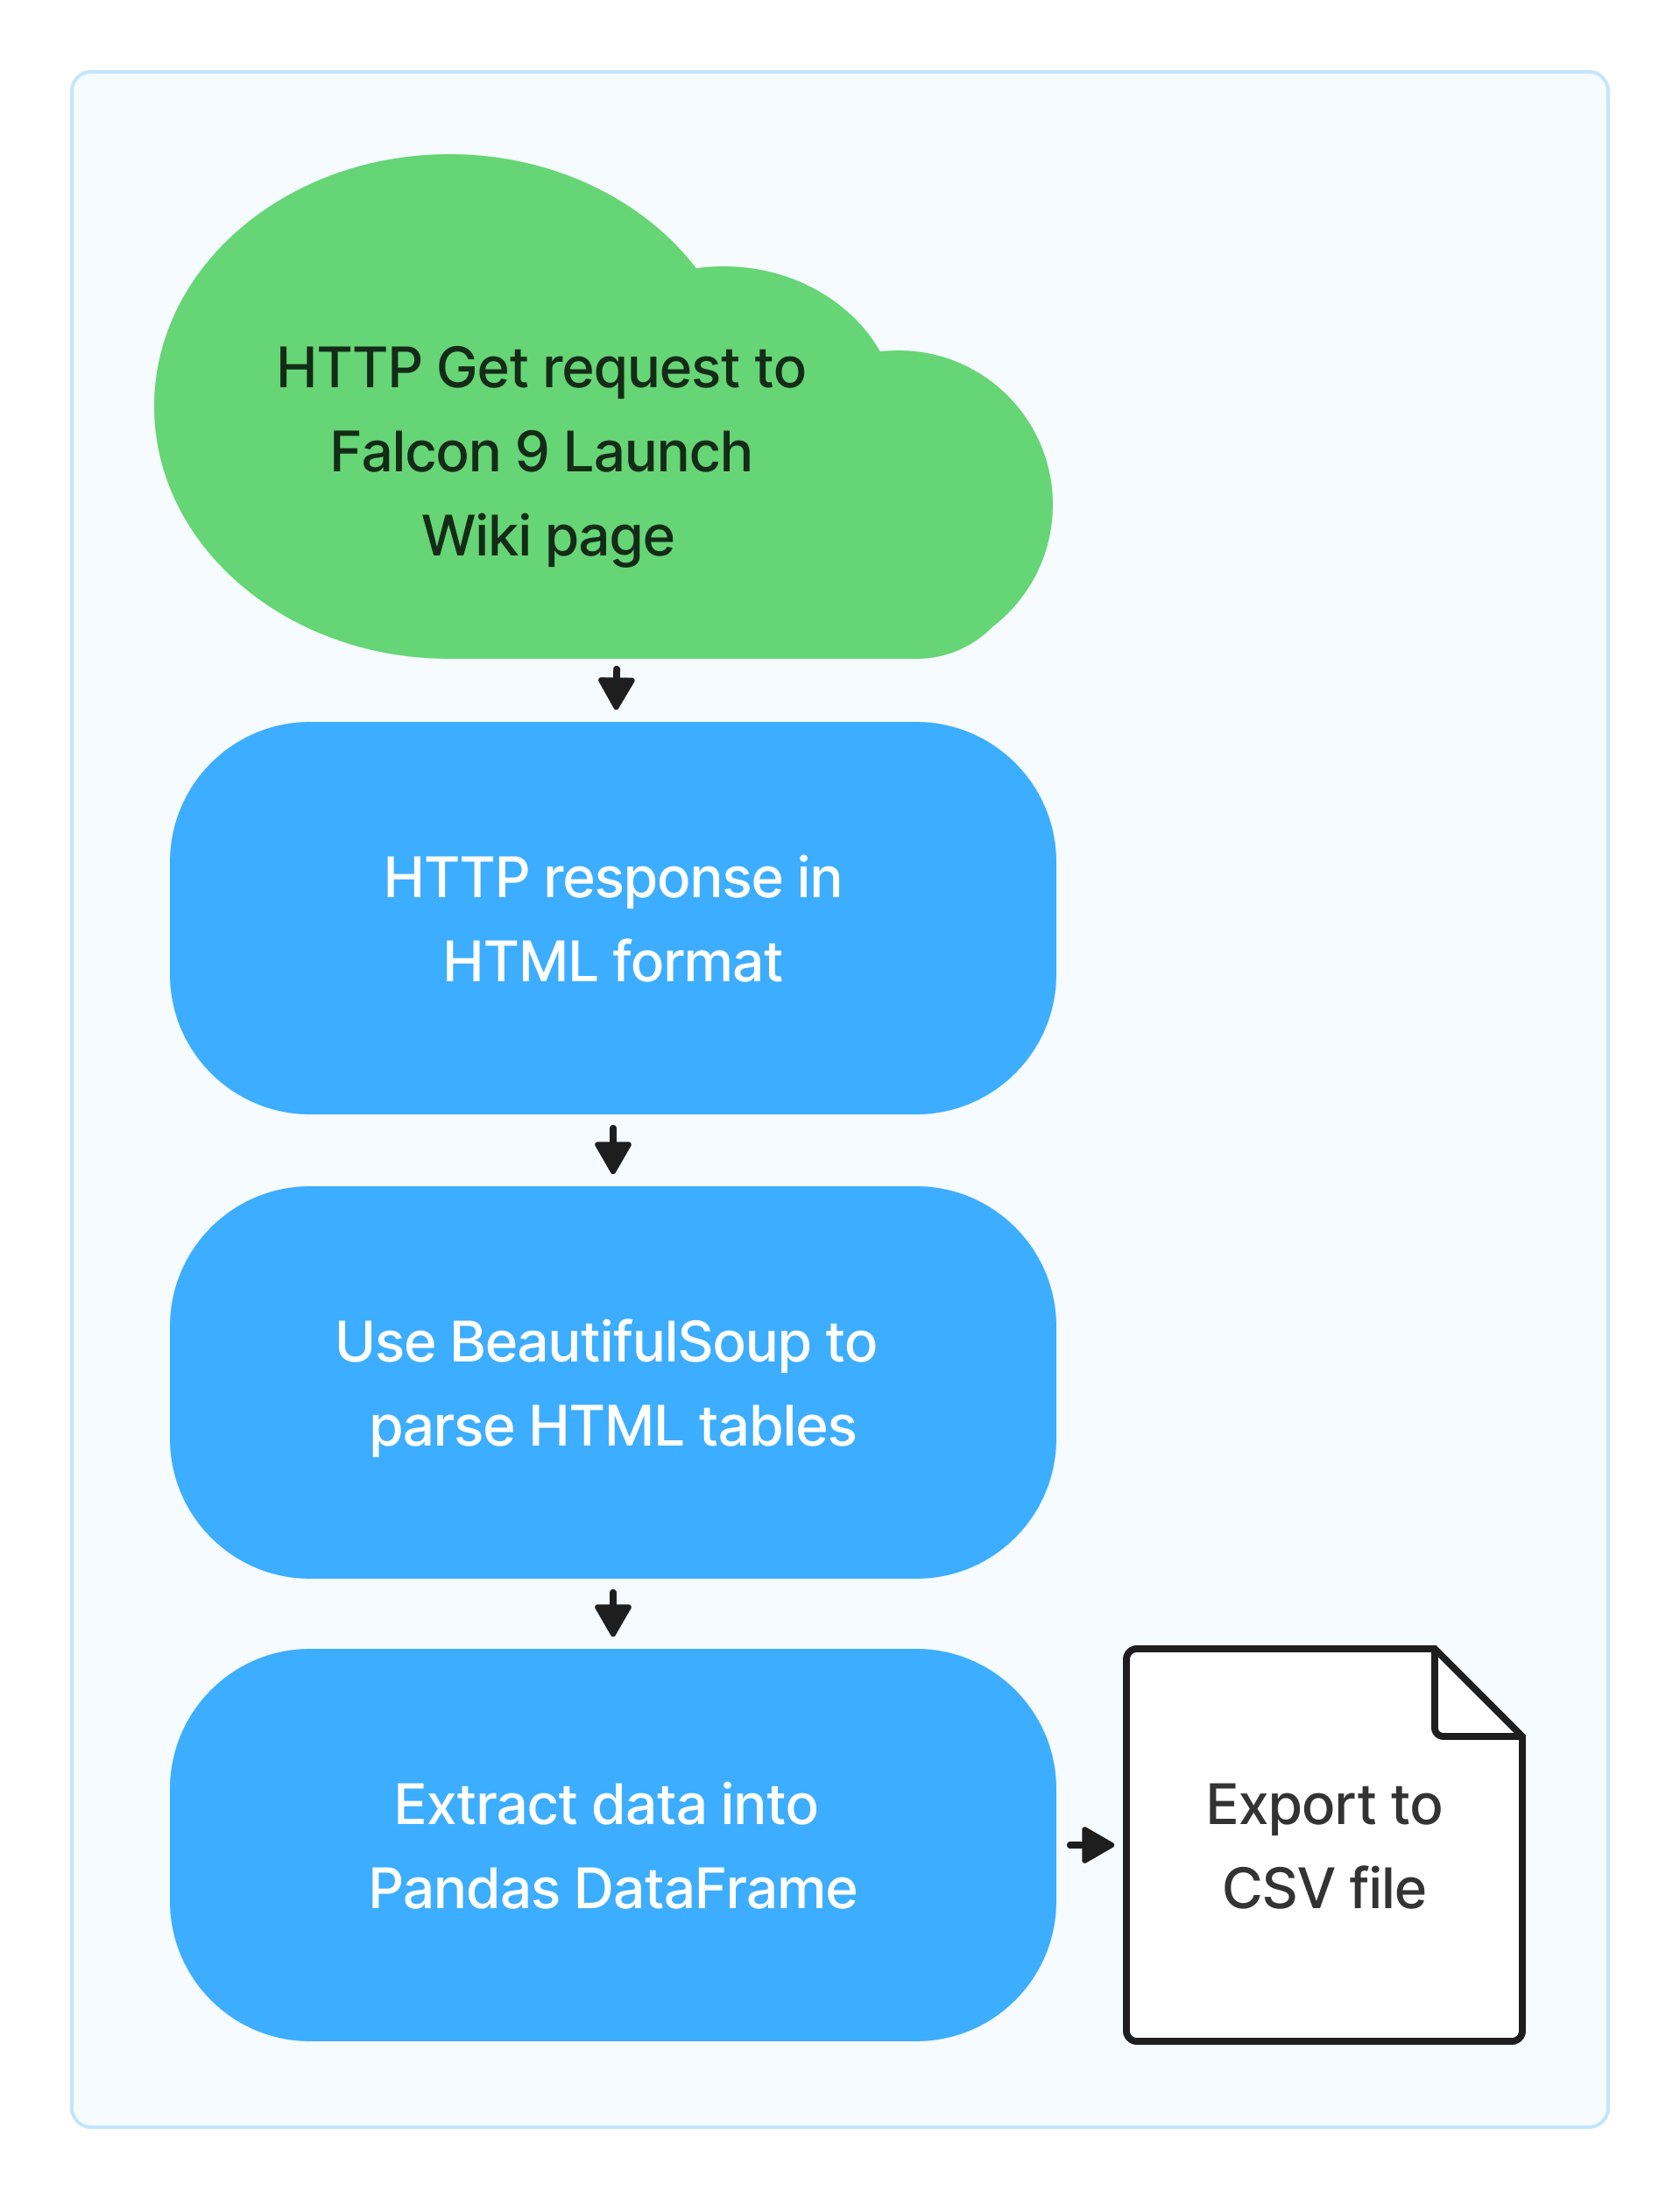 HTTP Get request to
Falcon 9 Launch
Wiki page
HTTP response in
HTML format
Use BeautifulSoup to
parse HTML tables
Extract data into
Pandas DataFrame
Export to
CSV file